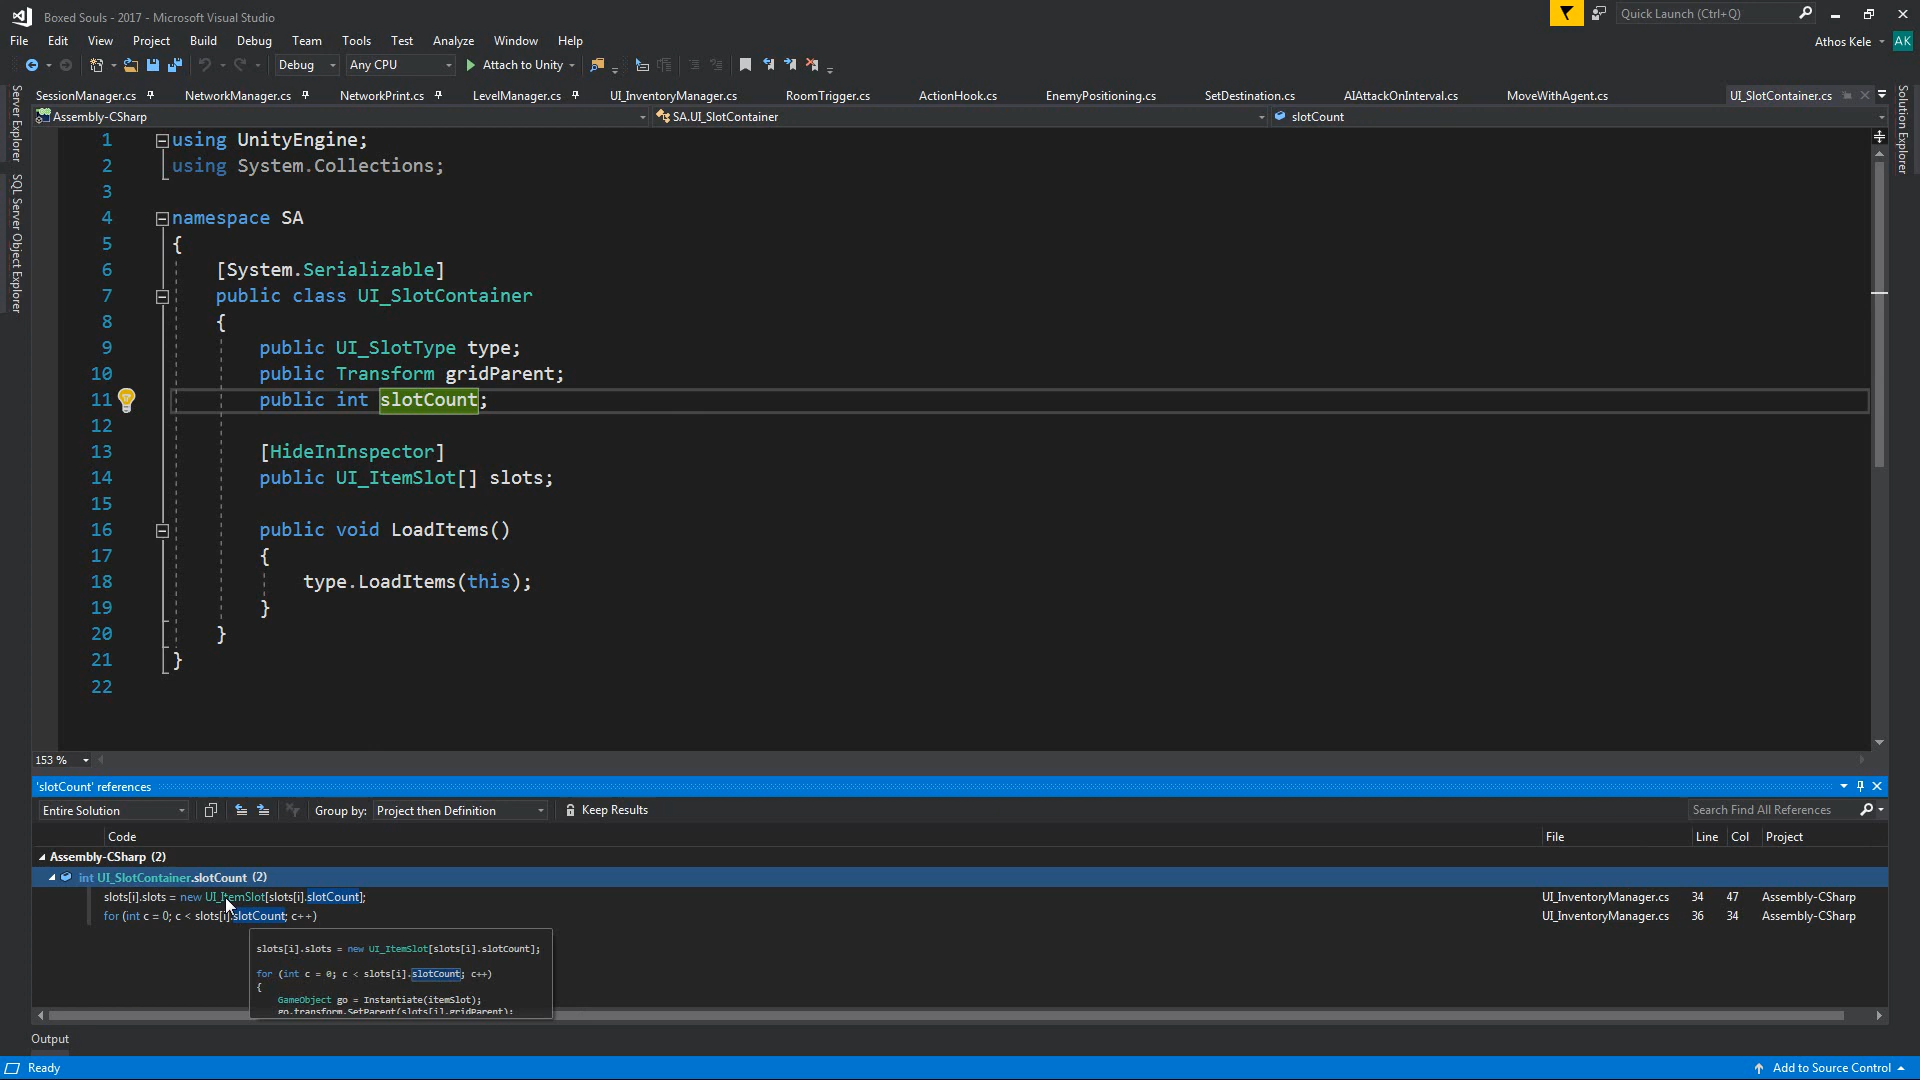 Boxed Souls - 2017 - Microsoft Visual Studio
Quick Launch (Ctrl+Q)
File Edit View Project Build Debug Team Tools Test Analyze Window Help
Athos Kele AK
Debug Any CPU Attach to Unity
SessionManager.cs NetworkManager.cs NetworkPrint.cs LevelManager.cs UI_InventoryManager.cs RoomTrigger.cs ActionHook.cs EnemyPositioning.cs SetDestination.cs AIAttackOnInterval.cs MoveWithAgent.cs UI_SlotContainer.cs
Assembly-CSharp SA.UI_SlotContainer slotCount
Server Explorer
SQL Server Object Explorer
Solution Explorer
1 using UnityEngine;
2 using System.Collections;
3
4 namespace SA
5 {
6 [System.Serializable]
7 public class UI_SlotContainer
8 {
9 public UI_SlotType type;
10 public Transform gridParent;
11 public int slotCount;
12
13 [HideInInspector]
14 public UI_ItemSlot[] slots;
15
16 public void LoadItems()
17 {
18 type.LoadItems(this);
19 }
20 }
21 }
22
153 %
'slotCount' references
Entire Solution Group by: Project then Definition Keep Results Search Find All References
Code File Line Col Project
Assembly-CSharp (2)
int UI_SlotContainer.slotCount (2)
slots[i].slots = new UI_ItemSlot[slots[i].slotCount]; UI_InventoryManager.cs 34 47 Assembly-CSharp
for (int c = 0; c < slots[i].slotCount; c++) UI_InventoryManager.cs 36 34 Assembly-CSharp
slots[i].slots = new UI_ItemSlot[slots[i].slotCount];
for (int c = 0; c < slots[i].slotCount; c++)
{
GameObject go = Instantiate(itemSlot);
go.transform.SetParent(slots[i].gridParent);
Output
Ready Add to Source Control